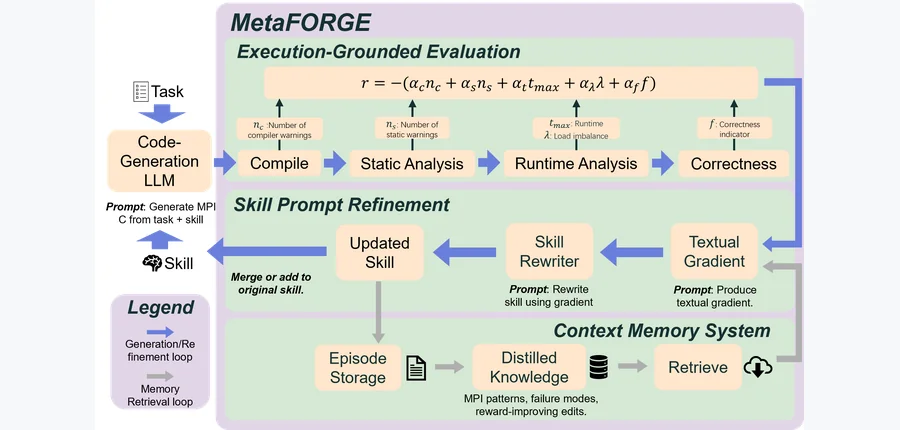 MetaFORGE
Execution-Grounded Evaluation
r = −(α_c n_c + α_s n_s + α_t t_max + α_λ λ + α_f f)
Task
n_c :Number of
compiler warnings
n_s :Number of
static warnings
t_max: Runtime
λ: Load imbalance
f :Correctness
indicator
Code-
Generation
LLM
Compile
Static Analysis
Runtime Analysis
Correctness
Prompt: Generate MPI
C from task + skill
Skill
Skill Prompt Refinement
Updated
Skill
Skill
Rewriter
Textual
Gradient
Merge or add to
original skill.
Prompt: Rewrite
skill using gradient
Prompt: Produce
textual gradient.
Legend
Generation/Re
finement loop
Memory
Retrieval loop
Context Memory System
Episode
Storage
Distilled
Knowledge
Retrieve
MPI patterns, failure modes,
reward-improving edits.